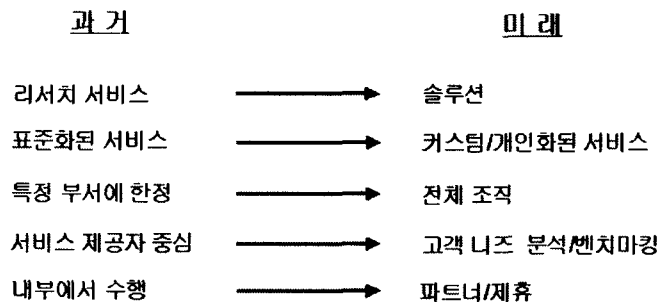 과 거 미 래
리서치 서비스 솔루션
표준화된 서비스 커스텀/개인화된 서비스
특정 부서에 한정 전체 조직
서비스 제공자 중심 고객 니즈 분석/벤치마킹
내부에서 수행 파트너/제휴